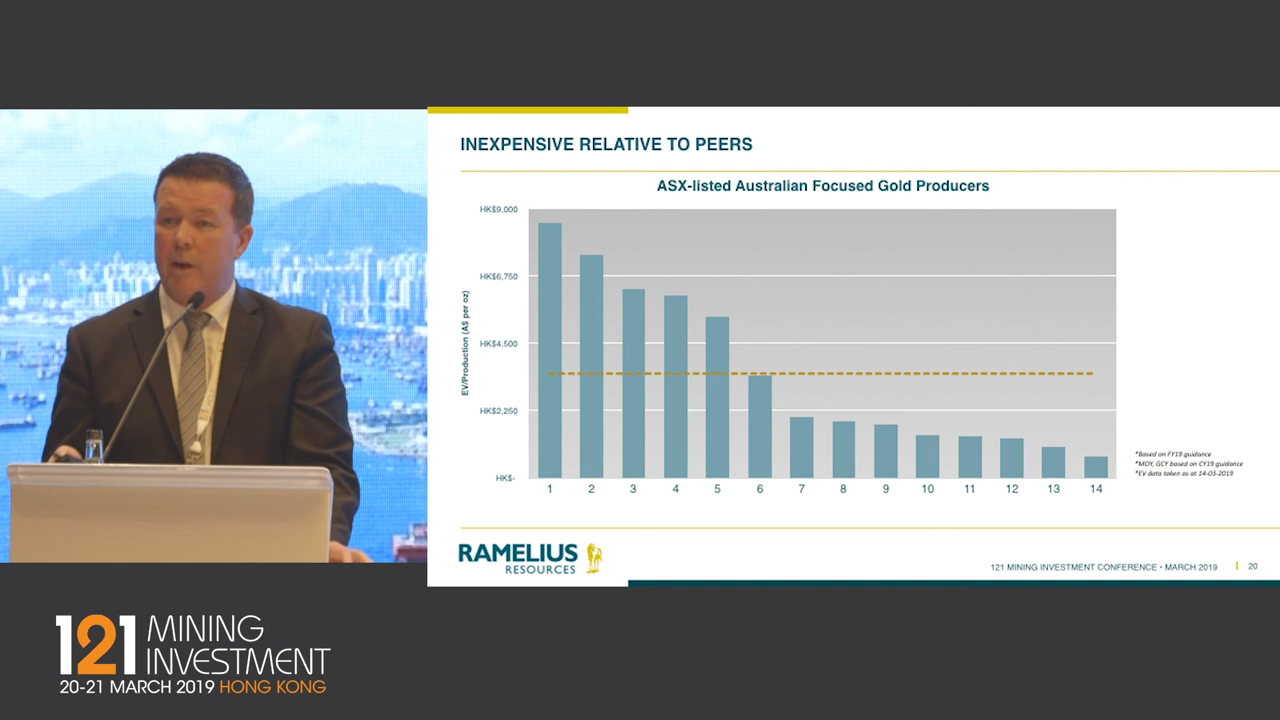 INEXPENSIVE RELATIVE TO PEERS
ASX-listed Australian Focused Gold Producers
EV/Production (A$ per oz)
HK$9,000
HK$6,750
HK$4,500
HK$2,250
HK$-
1 2 3 4 5 6 7 8 9 10 11 12 13 14
*Based on FY19 guidance
*MOY, GCY based on CY19 guidance
*EV data taken as at 14-03-2019
RAMELIUS
RESOURCES
121 MINING INVESTMENT CONFERENCE • MARCH 2019 | 20
121 MINING
INVESTMENT
20-21 MARCH 2019 HONG KONG